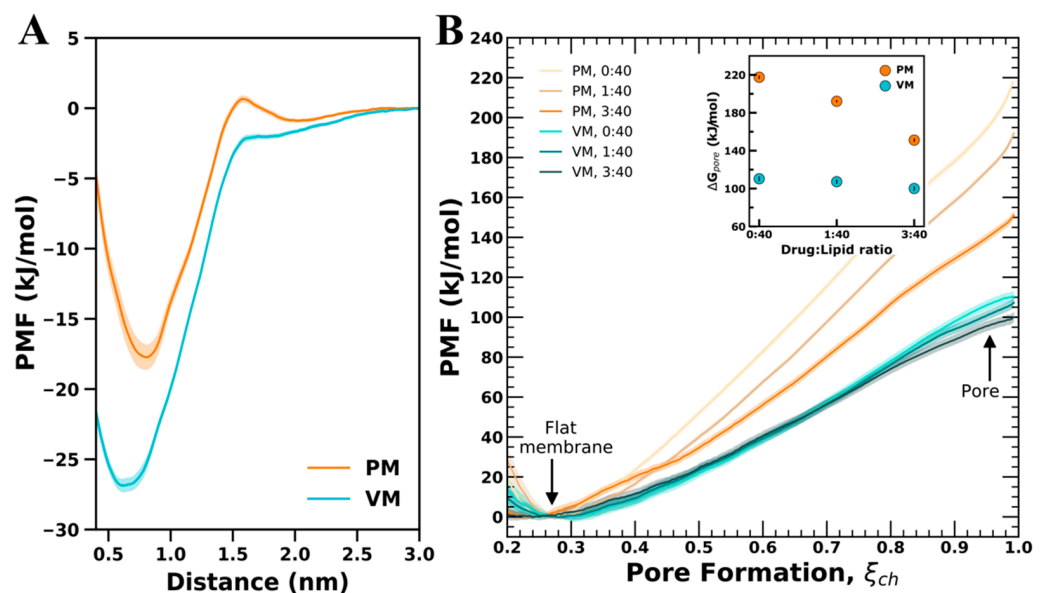 A
5
0
−5
−10
−15
−20
−25
−30
PMF (kJ/mol)
0.5 1.0 1.5 2.0 2.5 3.0
Distance (nm)
PM
VM
B
240
220
200
180
160
140
120
100
80
60
40
20
0
PMF (kJ/mol)
0.2 0.3 0.4 0.5 0.6 0.7 0.8 0.9 1.0
Pore Formation, ξch
PM, 0:40
PM, 1:40
PM, 3:40
VM, 0:40
VM, 1:40
VM, 3:40
Flat
membrane
Pore
220
180
140
100
60
ΔGpore (kJ/mol)
0:40 1:40 3:40
Drug:Lipid ratio
PM
VM